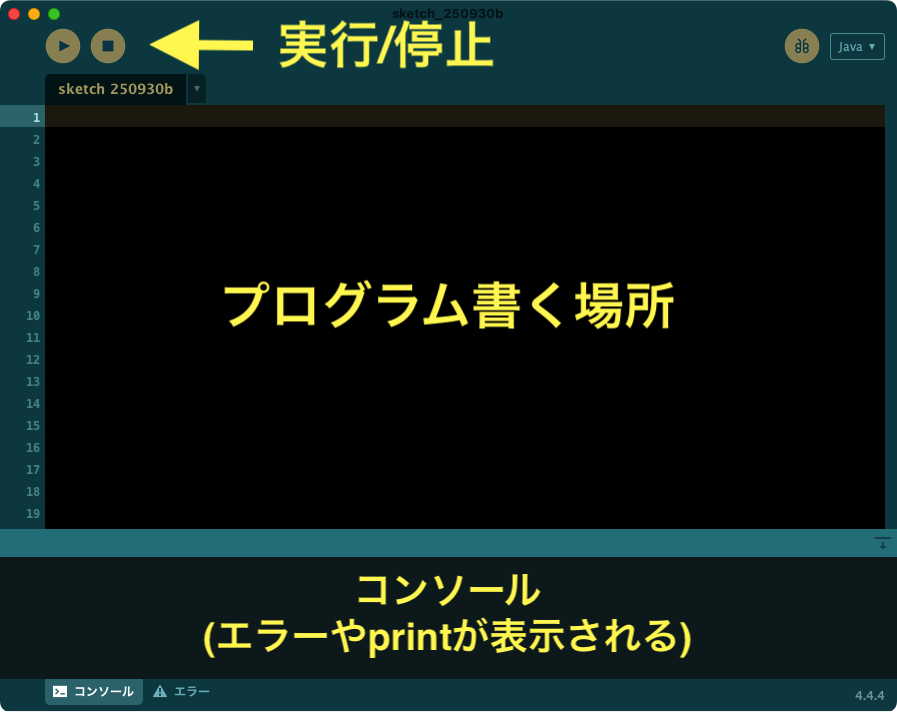 sketch_250930b
実行/停止
Java
sketch 250930b
1
2
3
4
5
6
7
8
9
10
11
12
13
14
15
16
17
18
19
プログラム書く場所
コンソール
(エラーやprintが表示される)
コンソール
エラー
4.4.4